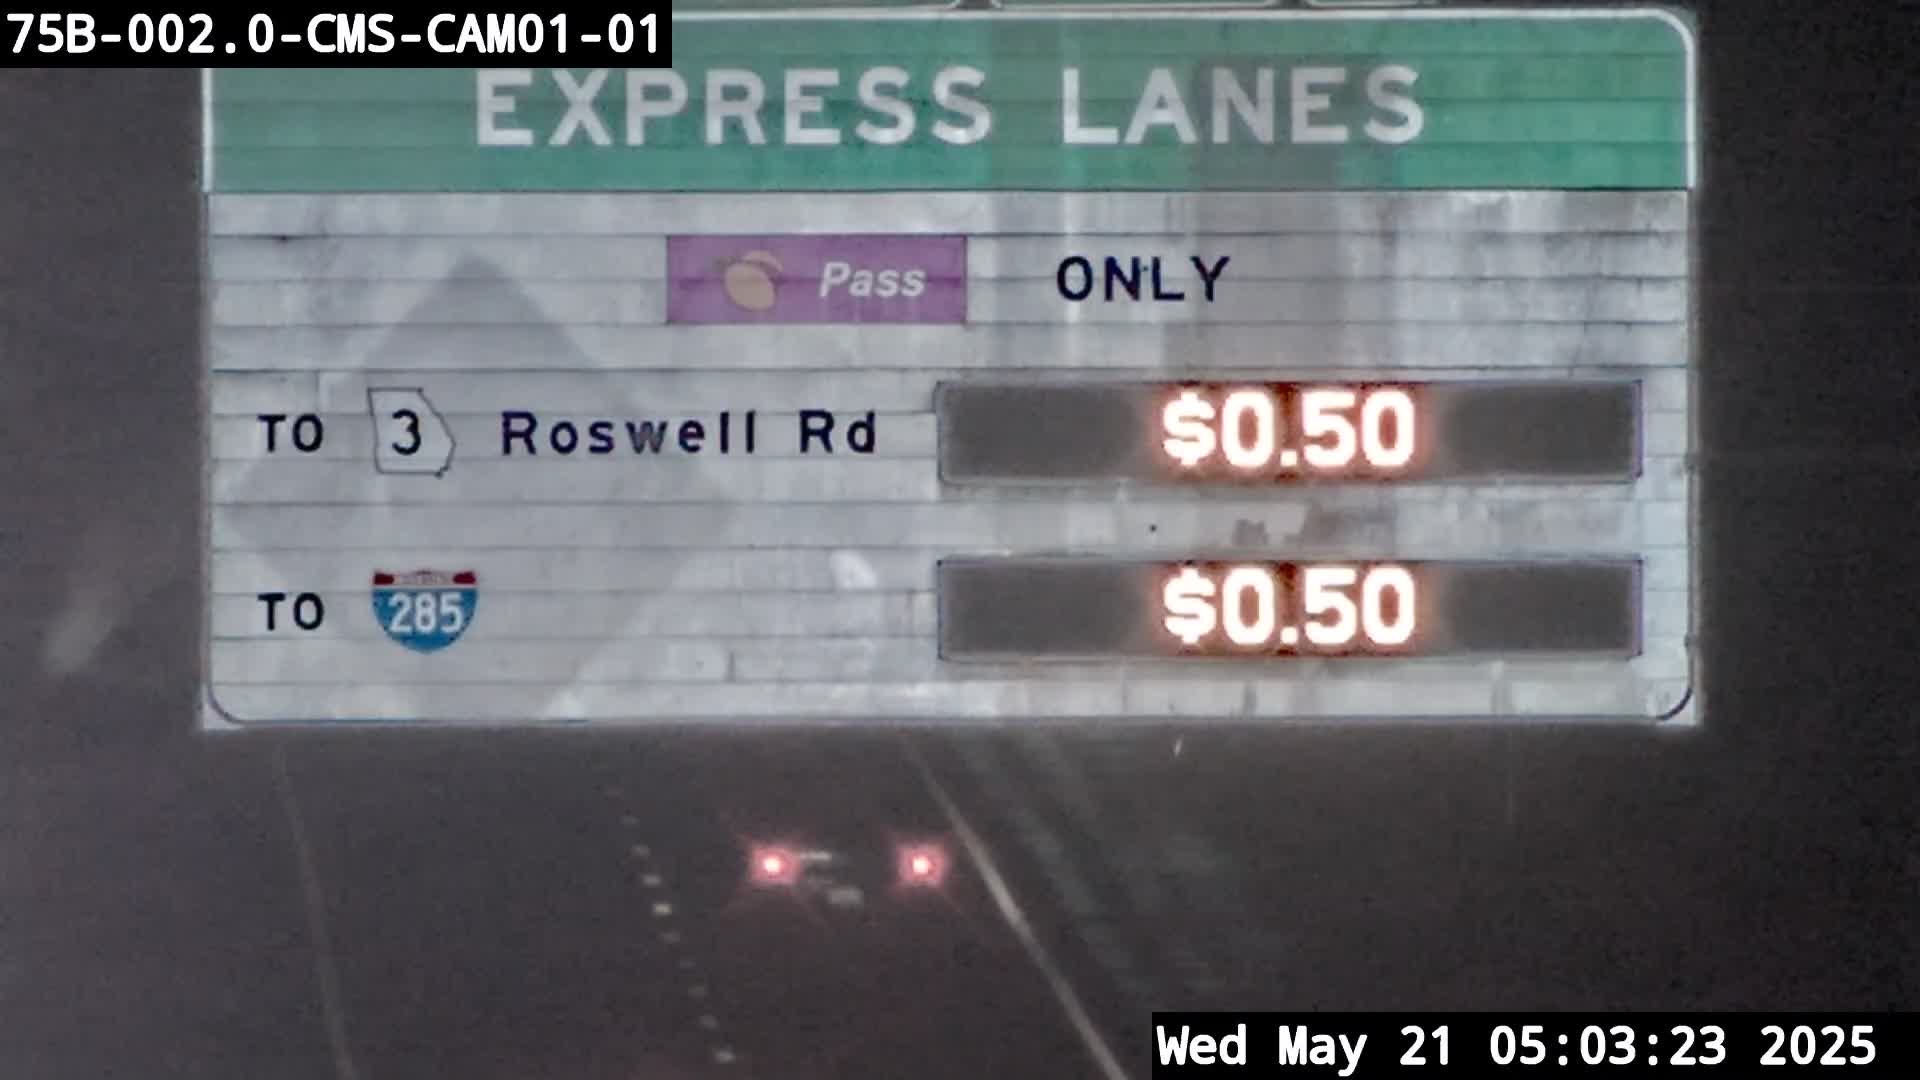 75B-002.0-CMS-CAM01-01
EXPRESS LANES
Pass ONLY
TO 3 Roswell Rd $0.50
TO 285 $0.50
Wed May 21 05:03:23 2025